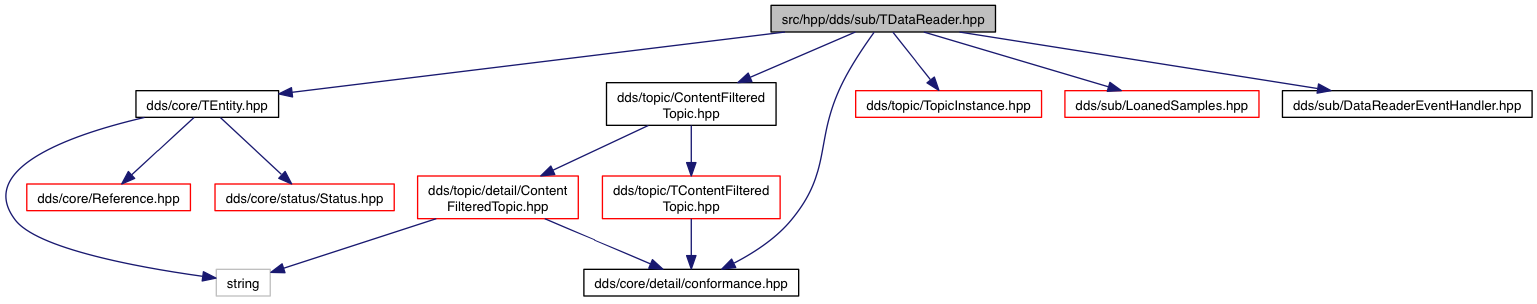 src/hpp/dds/sub/TDataReader.hpp
dds/core/TEntity.hpp
dds/topic/ContentFiltered
Topic.hpp
dds/topic/TopicInstance.hpp
dds/sub/LoanedSamples.hpp
dds/sub/DataReaderEventHandler.hpp
dds/core/Reference.hpp
dds/core/status/Status.hpp
dds/topic/detail/Content
FilteredTopic.hpp
dds/topic/TContentFiltered
Topic.hpp
string
dds/core/detail/conformance.hpp